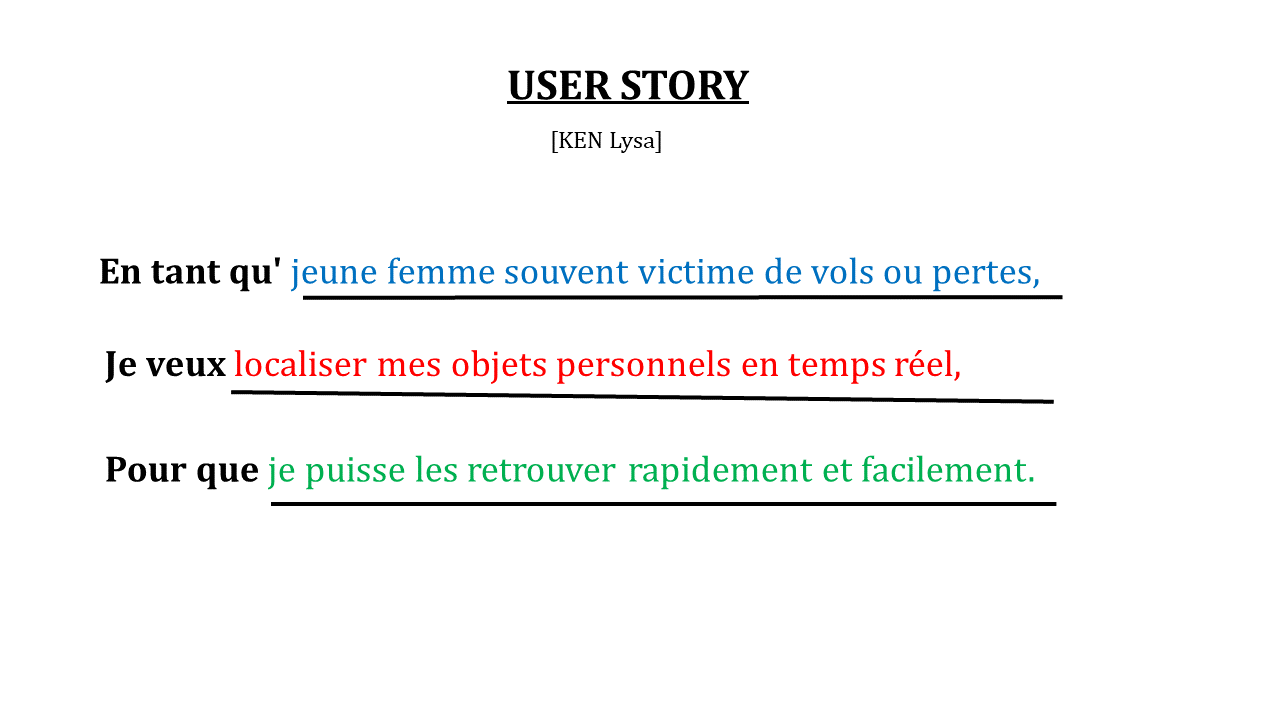 USER STORY
[KEN Lysa]
En tant qu' jeune femme souvent victime de vols ou pertes,
Je veux localiser mes objets personnels en temps réel,
Pour que je puisse les retrouver rapidement et facilement.